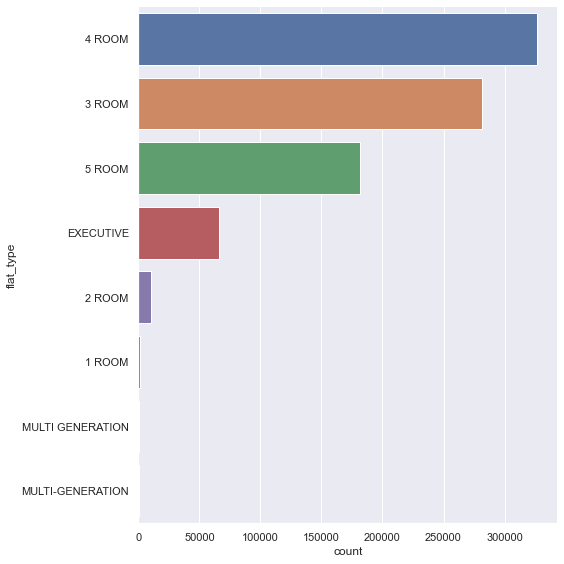 4 ROOM
3 ROOM
5 ROOM
EXECUTIVE
2 ROOM
1 ROOM
MULTI GENERATION
MULTI-GENERATION
flat_type
0 50000 100000 150000 200000 250000 300000
count